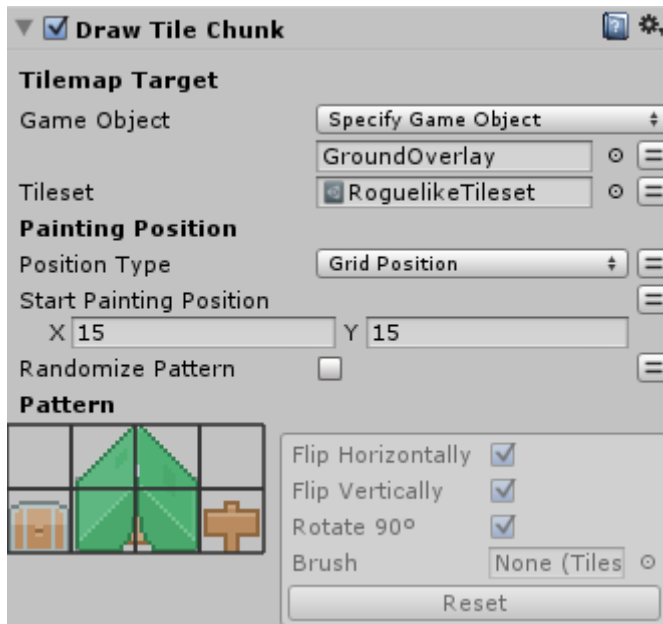 Draw Tile Chunk
Tilemap Target
Game Object Specify Game Object
GroundOverlay
Tileset RoguelikeTileset
Painting Position
Position Type Grid Position
Start Painting Position
X 15 Y 15
Randomize Pattern
Pattern
Flip Horizontally
Flip Vertically
Rotate 90º
Brush None (Tiles
Reset